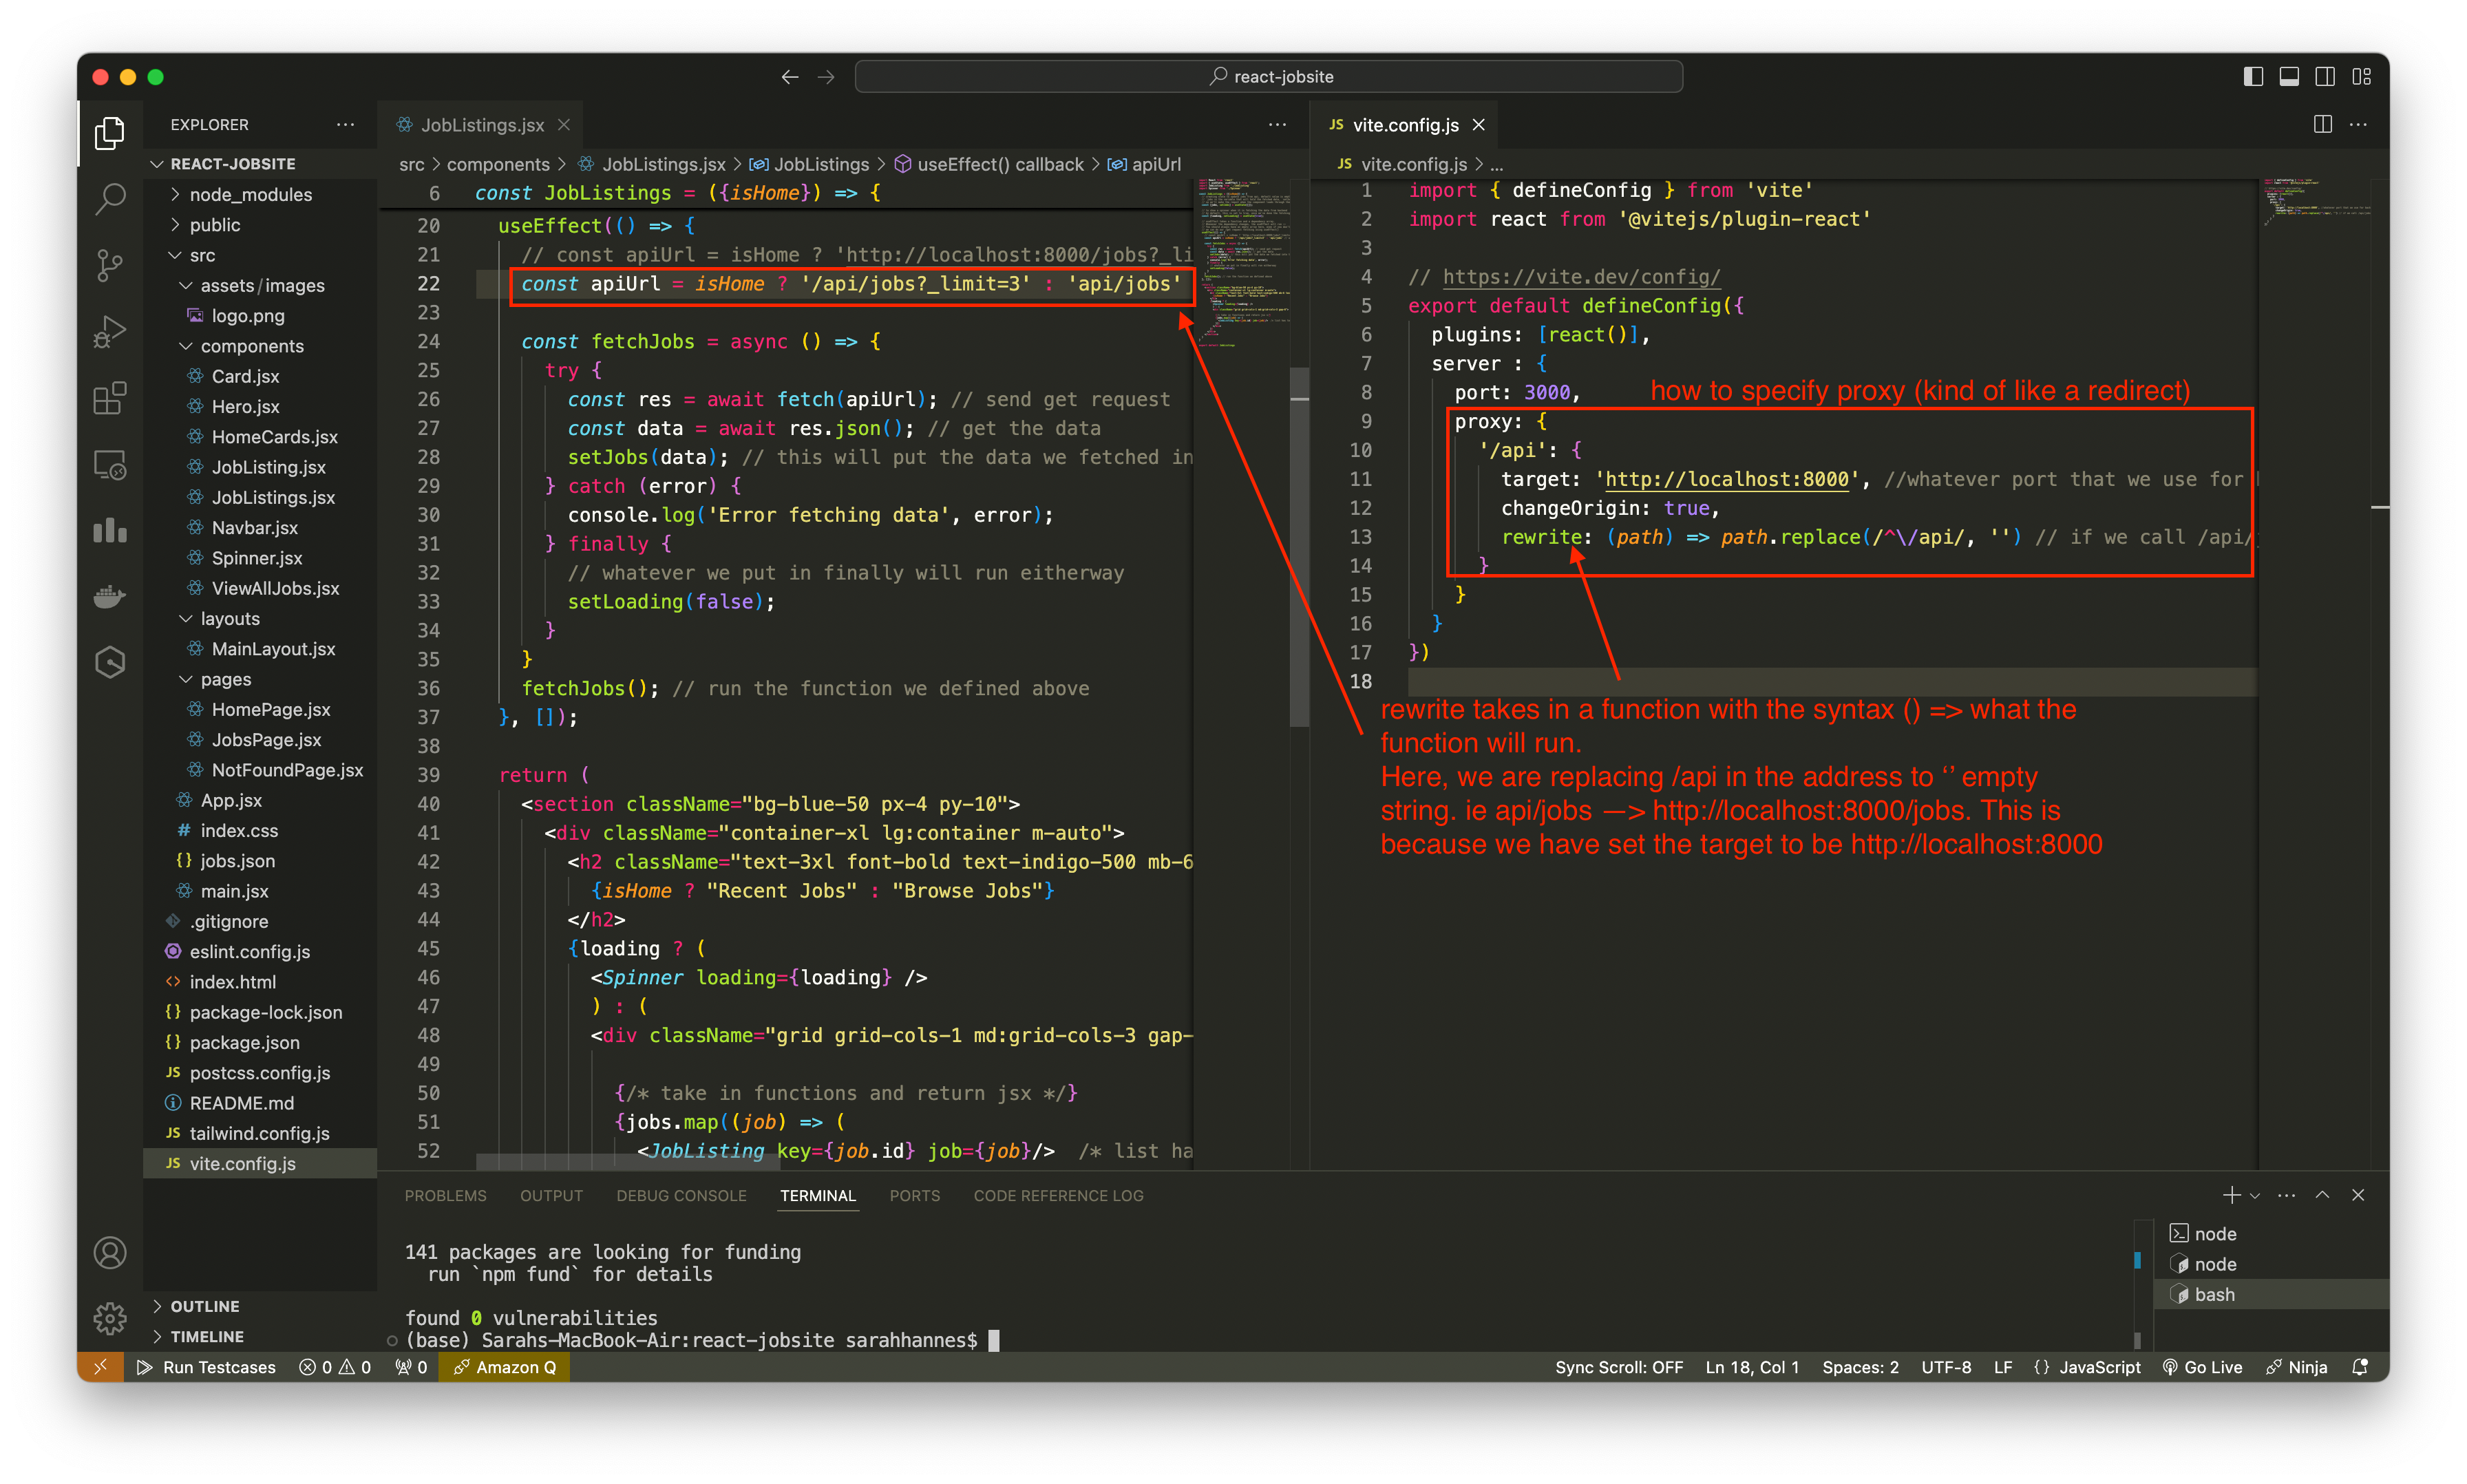 react-jobsite
EXPLORER
REACT-JOBSITE
node_modules
public
src
assets/images
logo.png
components
Card.jsx
Hero.jsx
HomeCards.jsx
JobListing.jsx
JobListings.jsx
Navbar.jsx
Spinner.jsx
ViewAllJobs.jsx
layouts
MainLayout.jsx
pages
HomePage.jsx
JobsPage.jsx
NotFoundPage.jsx
App.jsx
# index.css
{} jobs.json
main.jsx
.gitignore
eslint.config.js
<> index.html
{} package-lock.json
{} package.json
JS postcss.config.js
README.md
JS tailwind.config.js
JS vite.config.js
OUTLINE
TIMELINE
JobListings.jsx
src > components > JobListings.jsx > JobListings > useEffect() callback > apiUrl
6 const JobListings = ({isHome}) => {
20 useEffect(() => {
21 // const apiUrl = isHome ? 'http://localhost:8000/jobs?_li
22 const apiUrl = isHome ? '/api/jobs?_limit=3' : 'api/jobs'
23
24 const fetchJobs = async () => {
25 try {
26 const res = await fetch(apiUrl); // send get request
27 const data = await res.json(); // get the data
28 setJobs(data); // this will put the data we fetched in
29 } catch (error) {
30 console.log('Error fetching data', error);
31 } finally {
32 // whatever we put in finally will run eitherway
33 setLoading(false);
34 }
35 }
36 fetchJobs(); // run the function we defined above
37 }, []);
38
39 return (
40 <section className="bg-blue-50 px-4 py-10">
41 <div className="container-xl lg:container m-auto">
42 <h2 className="text-3xl font-bold text-indigo-500 mb-6
43 {isHome ? "Recent Jobs" : "Browse Jobs"}
44 </h2>
45 {loading ? (
46 <Spinner loading={loading} />
47 ) : (
48 <div className="grid grid-cols-1 md:grid-cols-3 gap-
49
50 {/* take in functions and return jsx */}
51 {jobs.map((job) => (
52 <JobListing key={job.id} job={job}/> /* list ha
JS vite.config.js
JS vite.config.js > ...
1 import { defineConfig } from 'vite'
2 import react from '@vitejs/plugin-react'
3
4 // https://vite.dev/config/
5 export default defineConfig({
6 plugins: [react()],
7 server : {
8 port: 3000,
how to specify proxy (kind of like a redirect)
9 proxy: {
10 '/api': {
11 target: 'http://localhost:8000', //whatever port that we use for
12 changeOrigin: true,
13 rewrite: (path) => path.replace(/^\/api/, '') // if we call /api/
14 }
15 }
16 }
17 })
18
rewrite takes in a function with the syntax () => what the
function will run.
Here, we are replacing /api in the address to ‘’ empty
string. ie api/jobs —> http://localhost:8000/jobs. This is
because we have set the target to be http://localhost:8000
PROBLEMS OUTPUT DEBUG CONSOLE TERMINAL PORTS CODE REFERENCE LOG
141 packages are looking for funding
run `npm fund` for details
found 0 vulnerabilities
(base) Sarahs-MacBook-Air:react-jobsite sarahhannes$
node
node
bash
Run Testcases 0 0 0 Amazon Q Sync Scroll: OFF Ln 18, Col 1 Spaces: 2 UTF-8 LF {} JavaScript Go Live Ninja